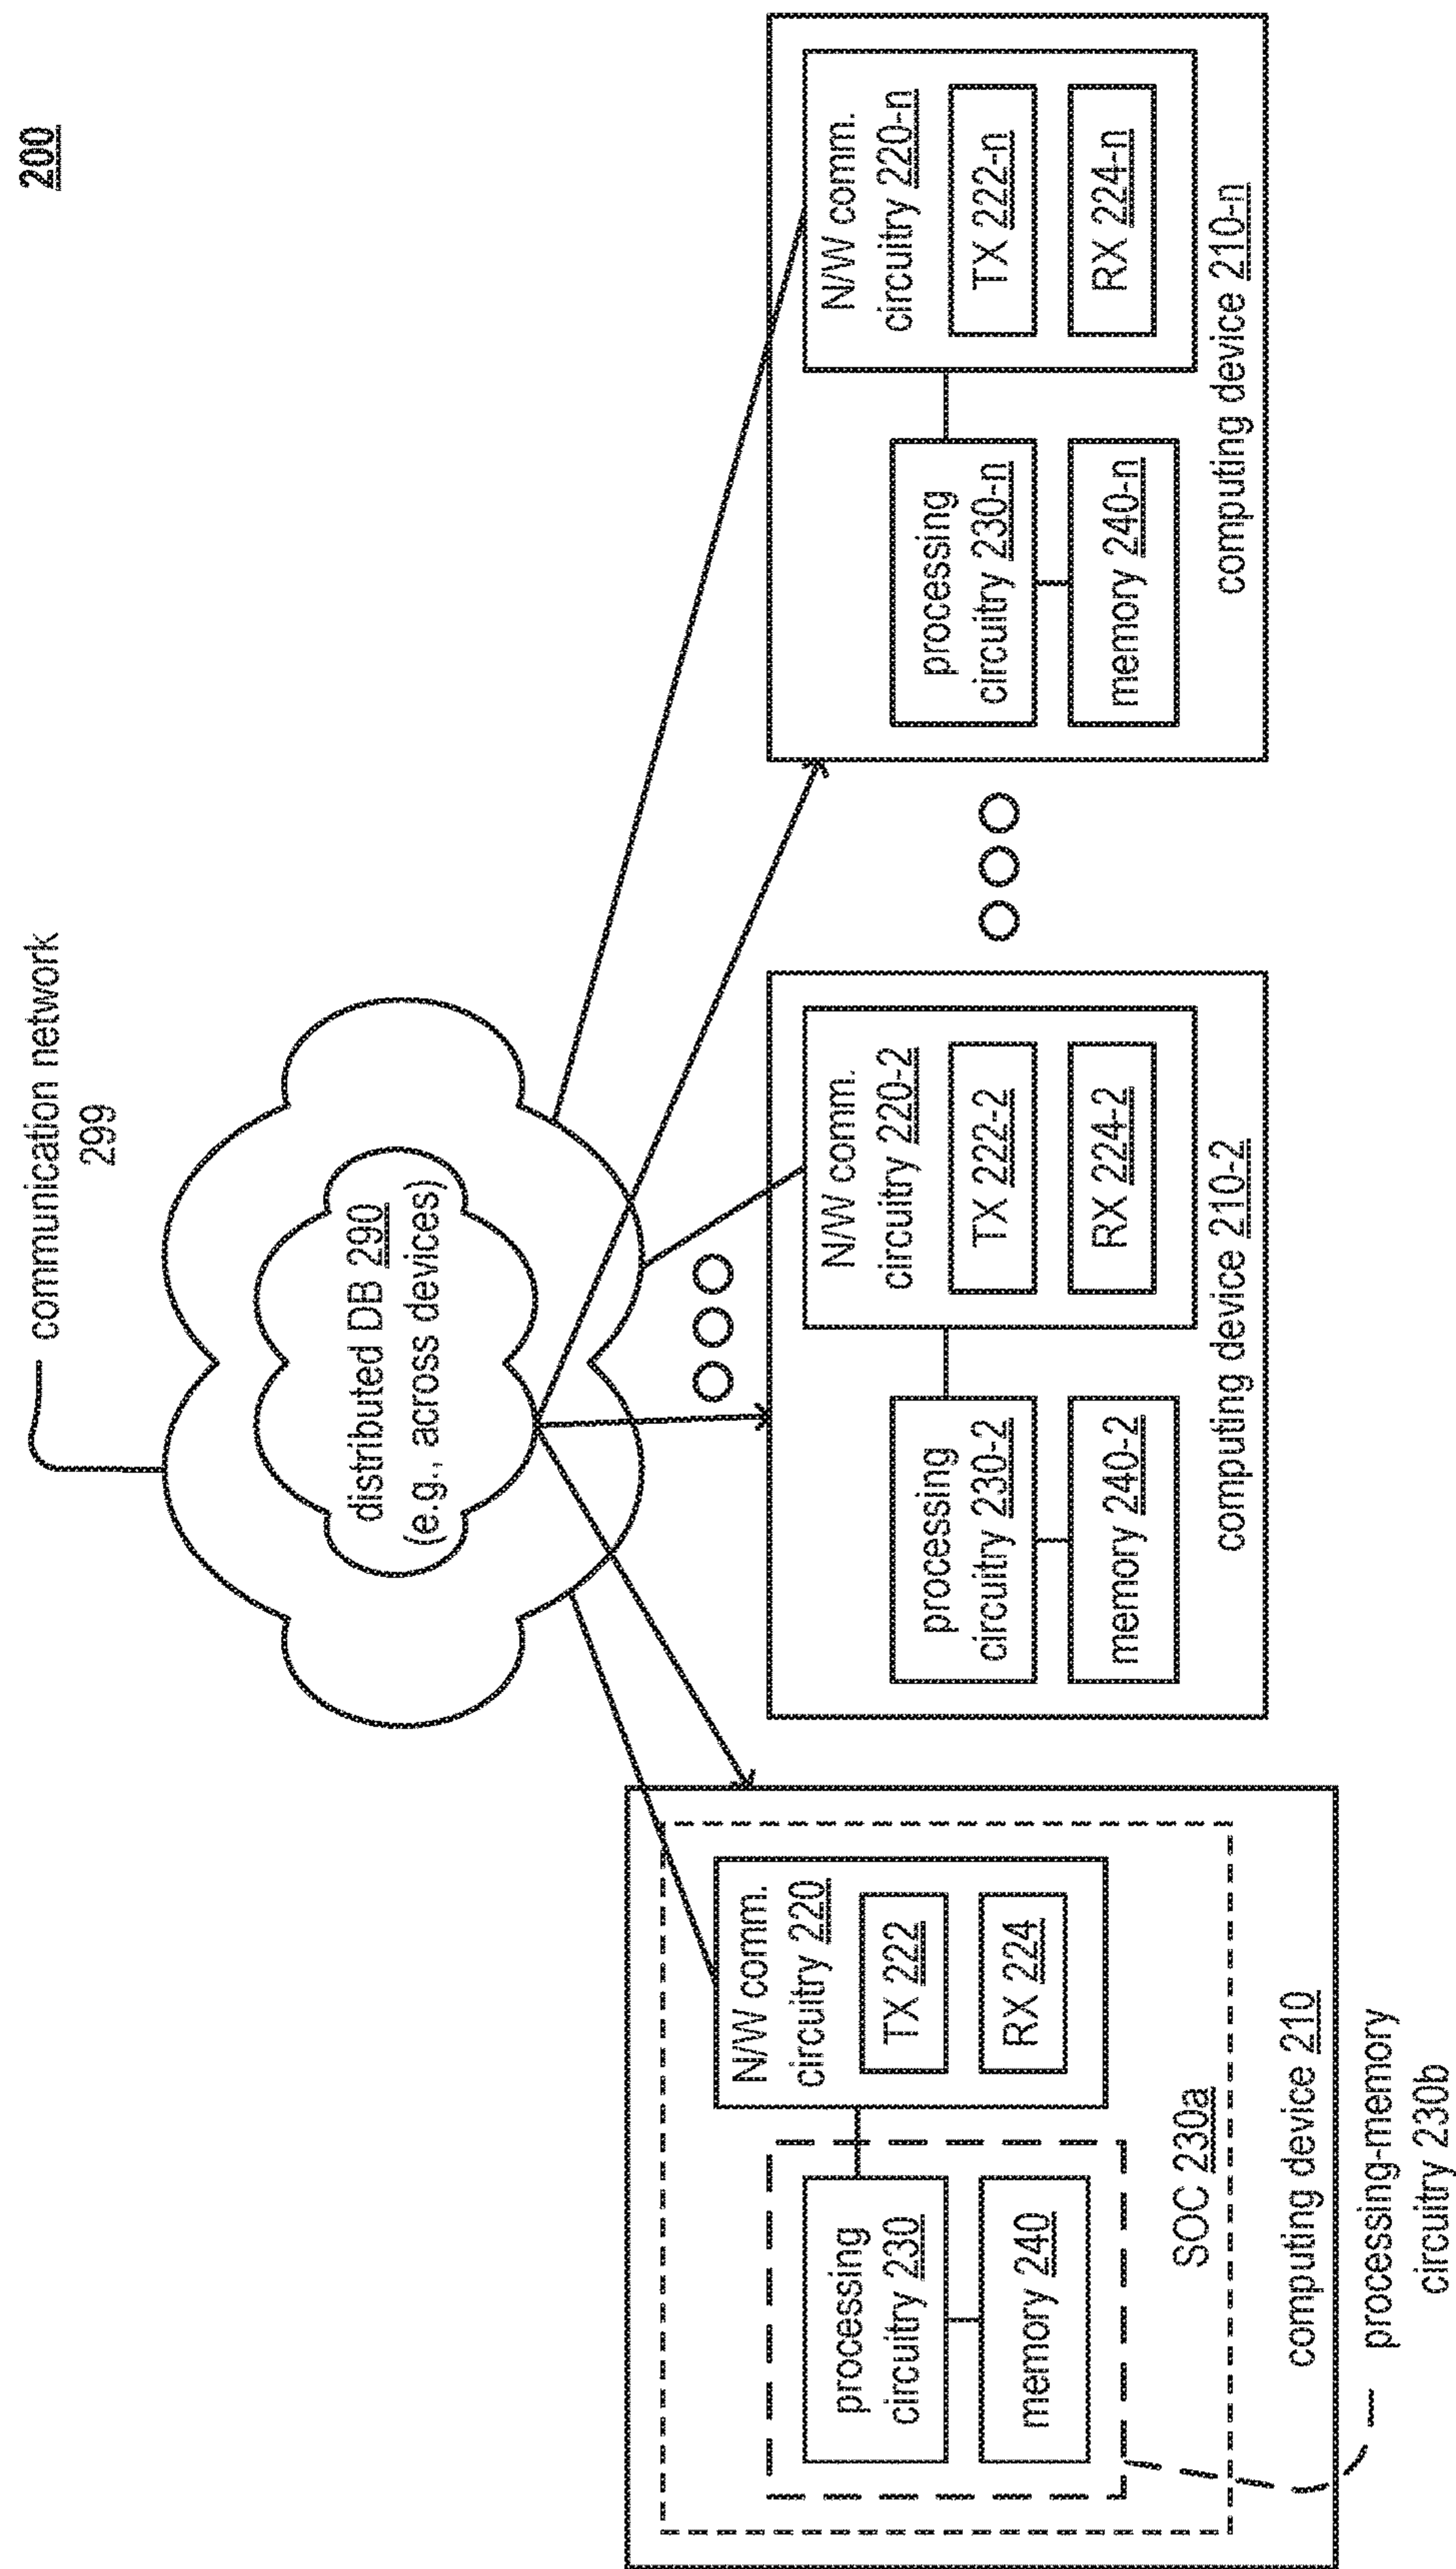 200
communication network
299
distributed DB 290
(e.g., across devices)
N/W comm.
circuitry 220
TX 222
RX 224
processing
circuitry 230
memory 240
SOC 230a
computing device 210
processing-memory
circuitry 230b
N/W comm.
circuitry 220-2
TX 222-2
RX 224-2
processing
circuitry 230-2
memory 240-2
computing device 210-2
N/W comm.
circuitry 220-n
TX 222-n
RX 224-n
processing
circuitry 230-n
memory 240-n
computing device 210-n